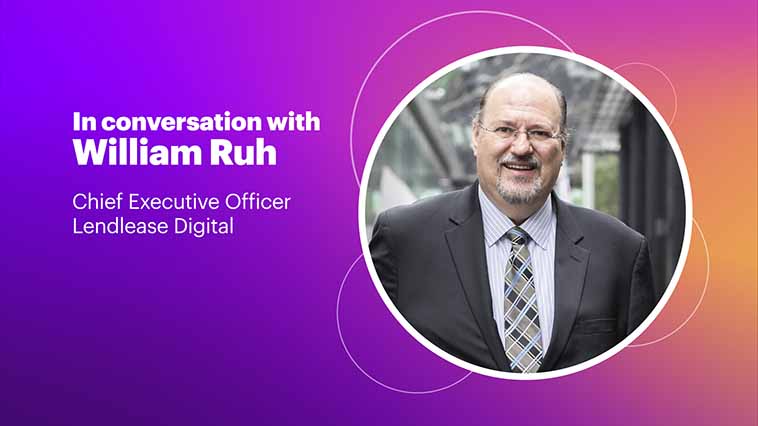 In conversation with
William Ruh
Chief Executive Officer
Lendlease Digital